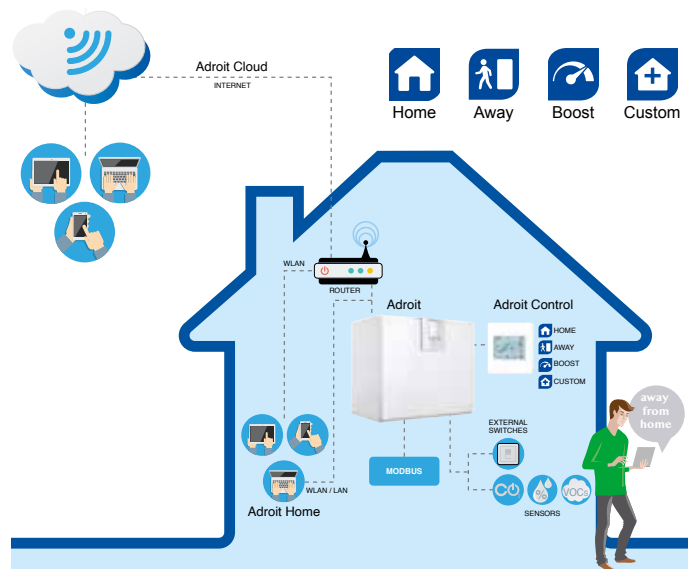 Adroit Cloud
INTERNET
Home
Away
Boost
Custom
WLAN
ROUTER
Adroit
Adroit Control
HOME
AWAY
BOOST
CUSTOM
away
from
home
EXTERNAL
SWITCHES
MODBUS
%
VOCs
SENSORS
WLAN / LAN
Adroit Home